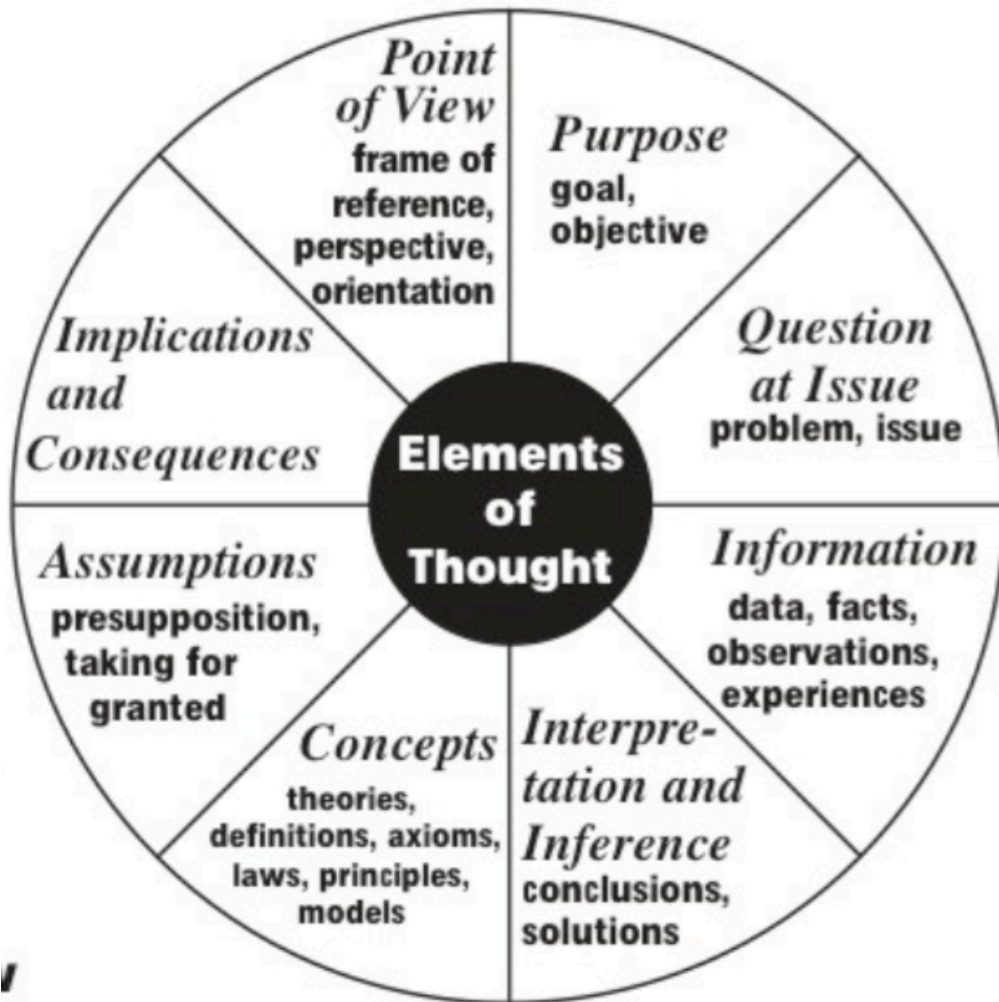 Point
of View
frame of
reference,
perspective,
orientation
Purpose
goal,
objective
Question
at Issue
problem, issue
Information
data, facts,
observations,
experiences
Interpre-
tation and
Inference
conclusions,
solutions
Concepts
theories,
definitions, axioms,
laws, principles,
models
Assumptions
presupposition,
taking for
granted
Implications
and
Consequences
Elements
of
Thought